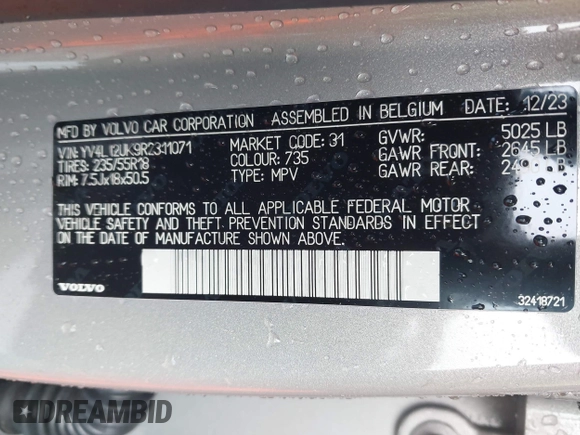 MFD BY VOLVO CAR CORPORATION ASSEMBLED IN BELGIUM DATE: 12/23
VIN: MARKET CODE: 31 GVWR: 5025 LB
TIRES: 235/55R18 COLOUR: 735 GAWR FRONT: 2645 LB
RIM: 7.5Jx18x50.5 TYPE: MPV GAWR REAR: LB
THIS VEHICLE CONFORMS TO ALL APPLICABLE FEDERAL MOTOR
VEHICLE SAFETY AND THEFT PREVENTION STANDARDS IN EFFECT
ON THE DATE OF MANUFACTURE SHOWN ABOVE.
VOLVO
32418721
DREAMBID